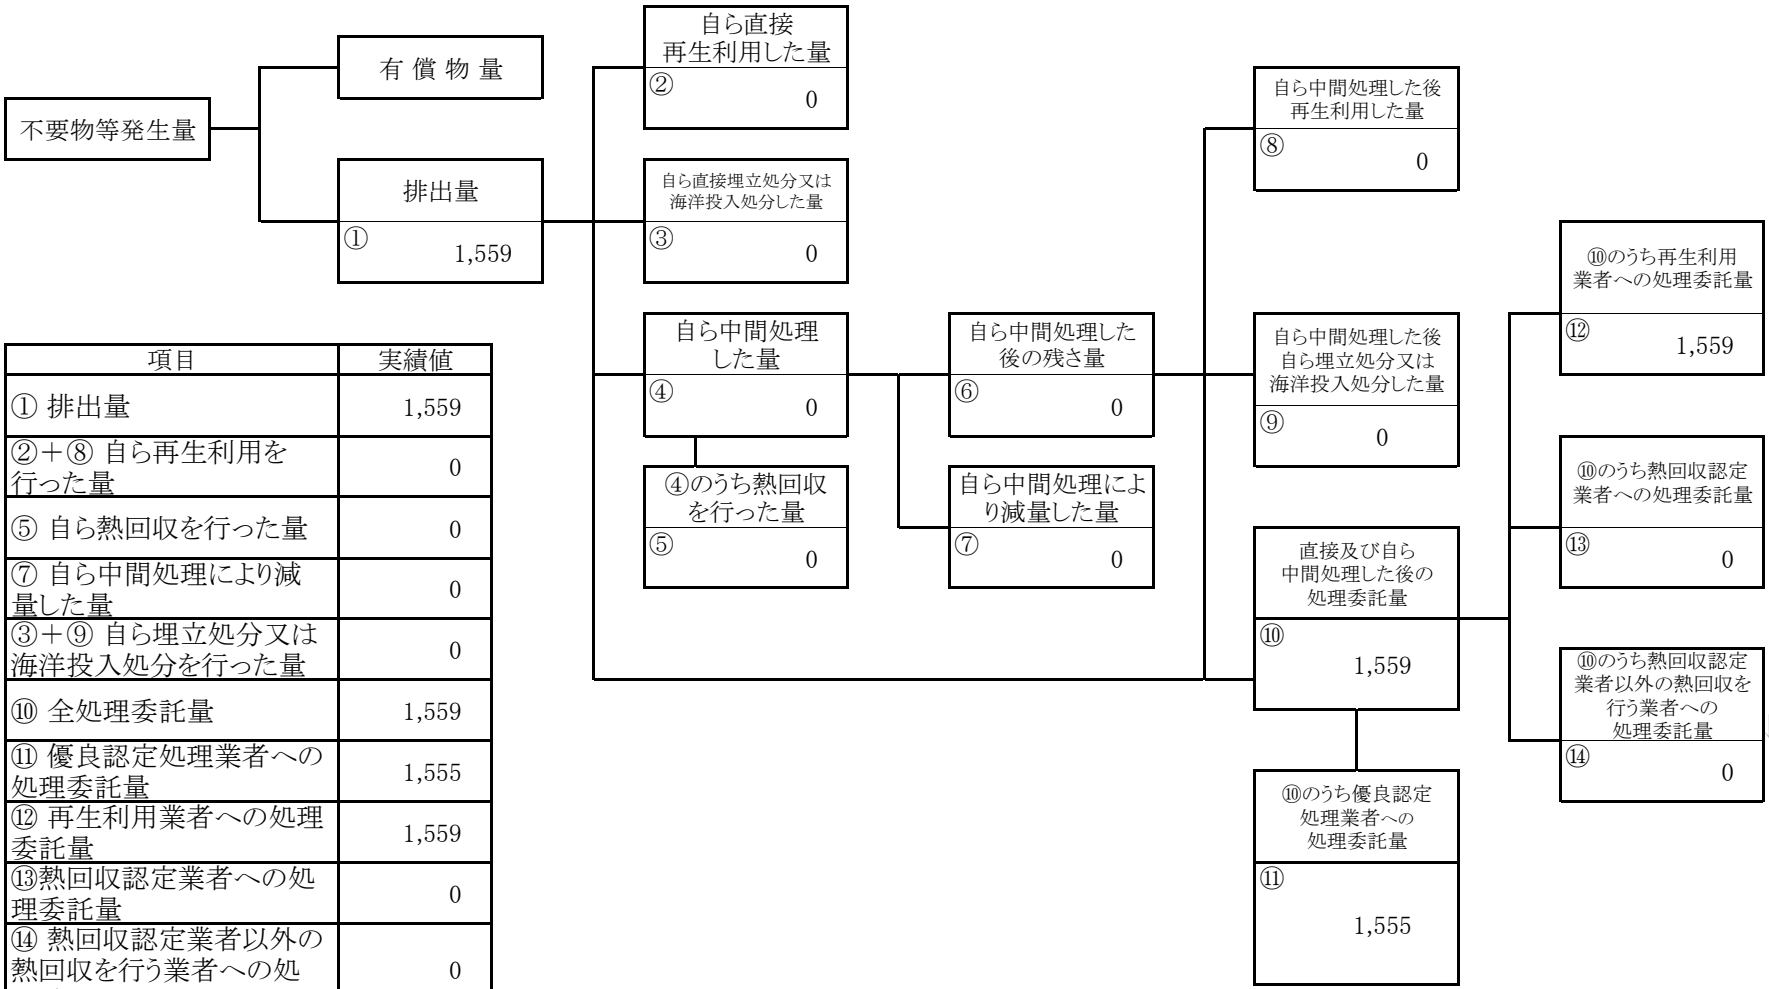 不要物等発生量
有 償 物 量
排出量
①
1,559
自ら直接
再生利用した量
②
0
自ら直接埋立処分又は
海洋投入処分した量
③
0
自ら中間処理
した量
④
0
④のうち熱回収
を行った量
⑤
0
自ら中間処理した
後の残さ量
⑥
0
自ら中間処理によ
り減量した量
⑦
0
自ら中間処理した後
再生利用した量
⑧
0
自ら中間処理した後
自ら埋立処分又は
海洋投入処分した量
⑨
0
直接及び自ら
中間処理した後の
処理委託量
⑩
1,559
⑩のうち優良認定
処理業者への
処理委託量
⑪
1,555
⑩のうち再生利用
業者への処理委託量
⑫
1,559
⑩のうち熱回収認定
業者への処理委託量
⑬
0
⑩のうち熱回収認定
業者以外の熱回収を
行う業者への
処理委託量
⑭
0
項目 実績値
① 排出量 1,559
②＋⑧ 自ら再生利用を
行った量 0
⑤ 自ら熱回収を行った量 0
⑦ 自ら中間処理により減
量した量 0
③＋⑨ 自ら埋立処分又は
海洋投入処分を行った量 0
⑩ 全処理委託量 1,559
⑪ 優良認定処理業者への
処理委託量 1,555
⑫ 再生利用業者への処理
委託量 1,559
⑬熱回収認定業者への処
理委託量 0
⑭ 熱回収認定業者以外の
熱回収を行う業者への処 0